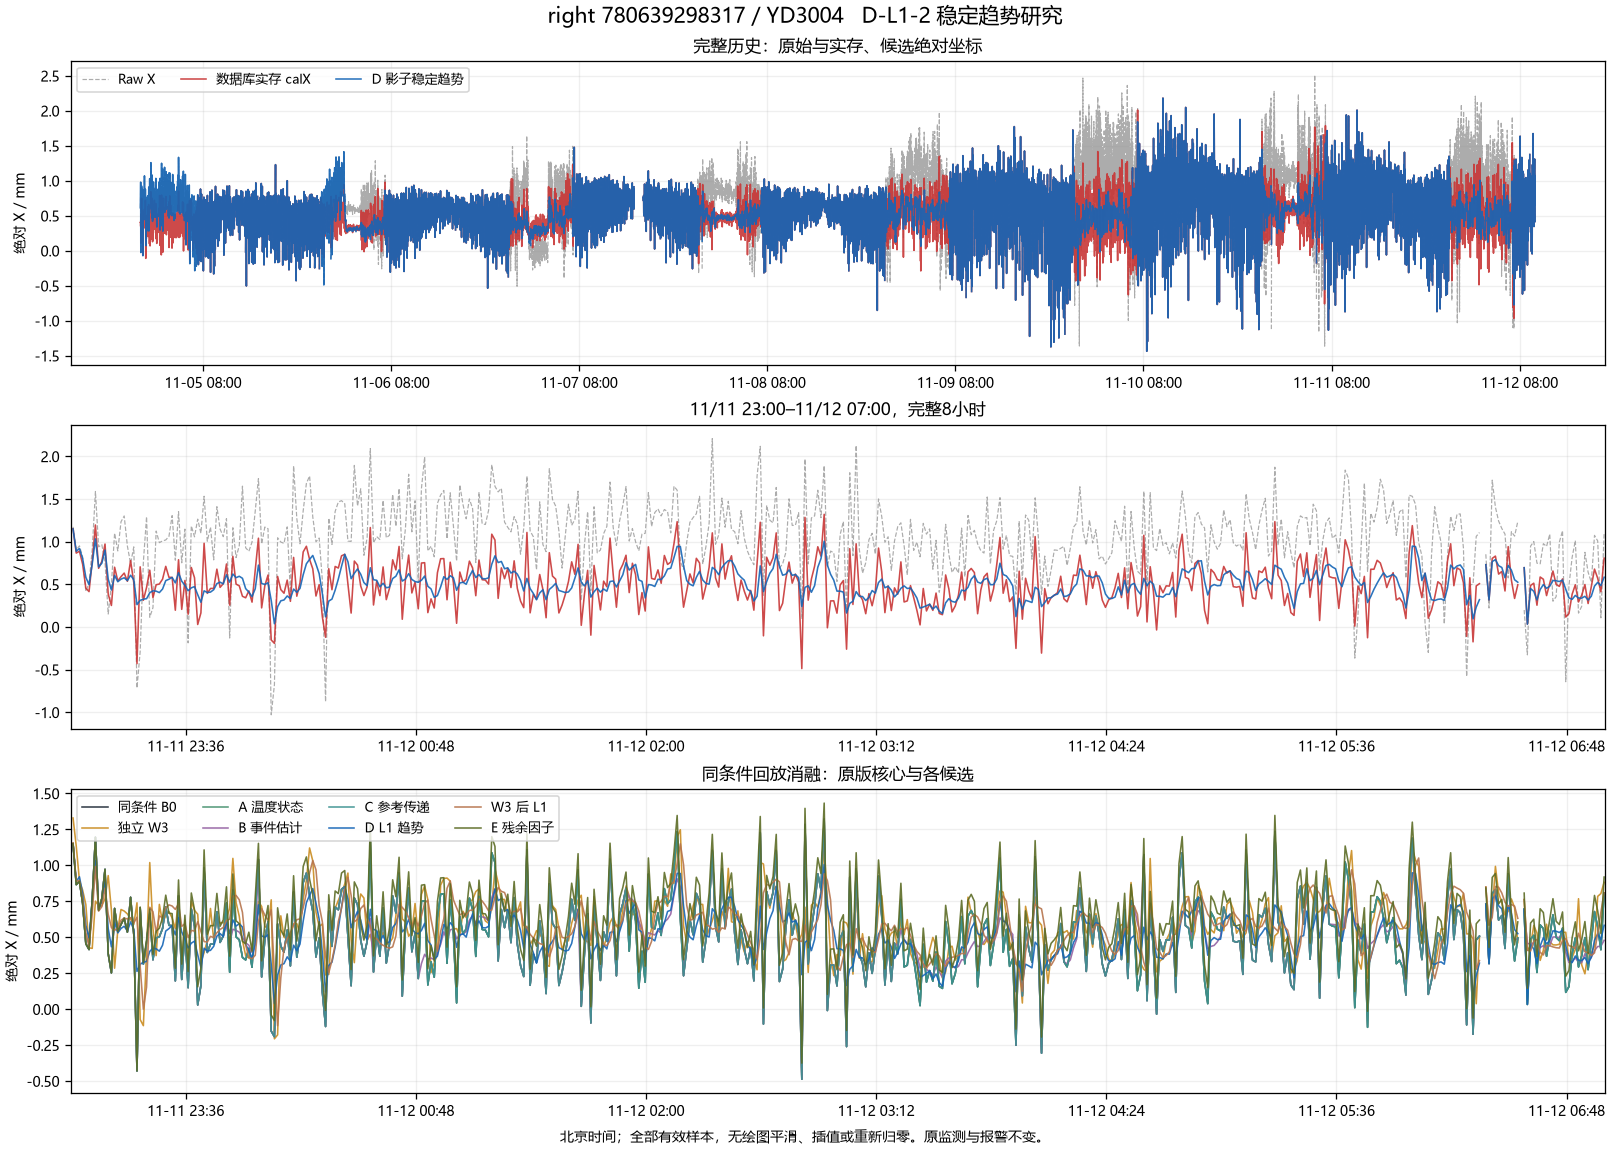 right 780639298317 / YD3004   D-L1-2 稳定趋势研究
完整历史：原始与实存、候选绝对坐标
Raw X
数据库实存 calX
D 影子稳定趋势
绝对 X / mm
2.5
2.0
1.5
1.0
0.5
0.0
-0.5
-1.0
-1.5
11-05 08:00
11-06 08:00
11-07 08:00
11-08 08:00
11-09 08:00
11-10 08:00
11-11 08:00
11-12 08:00
11/11 23:00–11/12 07:00，完整8小时
绝对 X / mm
2.0
1.5
1.0
0.5
0.0
-0.5
-1.0
11-11 23:36
11-12 00:48
11-12 02:00
11-12 03:12
11-12 04:24
11-12 05:36
11-12 06:48
同条件回放消融：原版核心与各候选
同条件 B0
A 温度状态
C 参考传递
W3 后 L1
独立 W3
B 事件估计
D L1 趋势
E 残余因子
绝对 X / mm
1.50
1.25
1.00
0.75
0.50
0.25
0.00
-0.25
-0.50
11-11 23:36
11-12 00:48
11-12 02:00
11-12 03:12
11-12 04:24
11-12 05:36
11-12 06:48
北京时间；全部有效样本，无绘图平滑、插值或重新归零。原监测与报警不变。